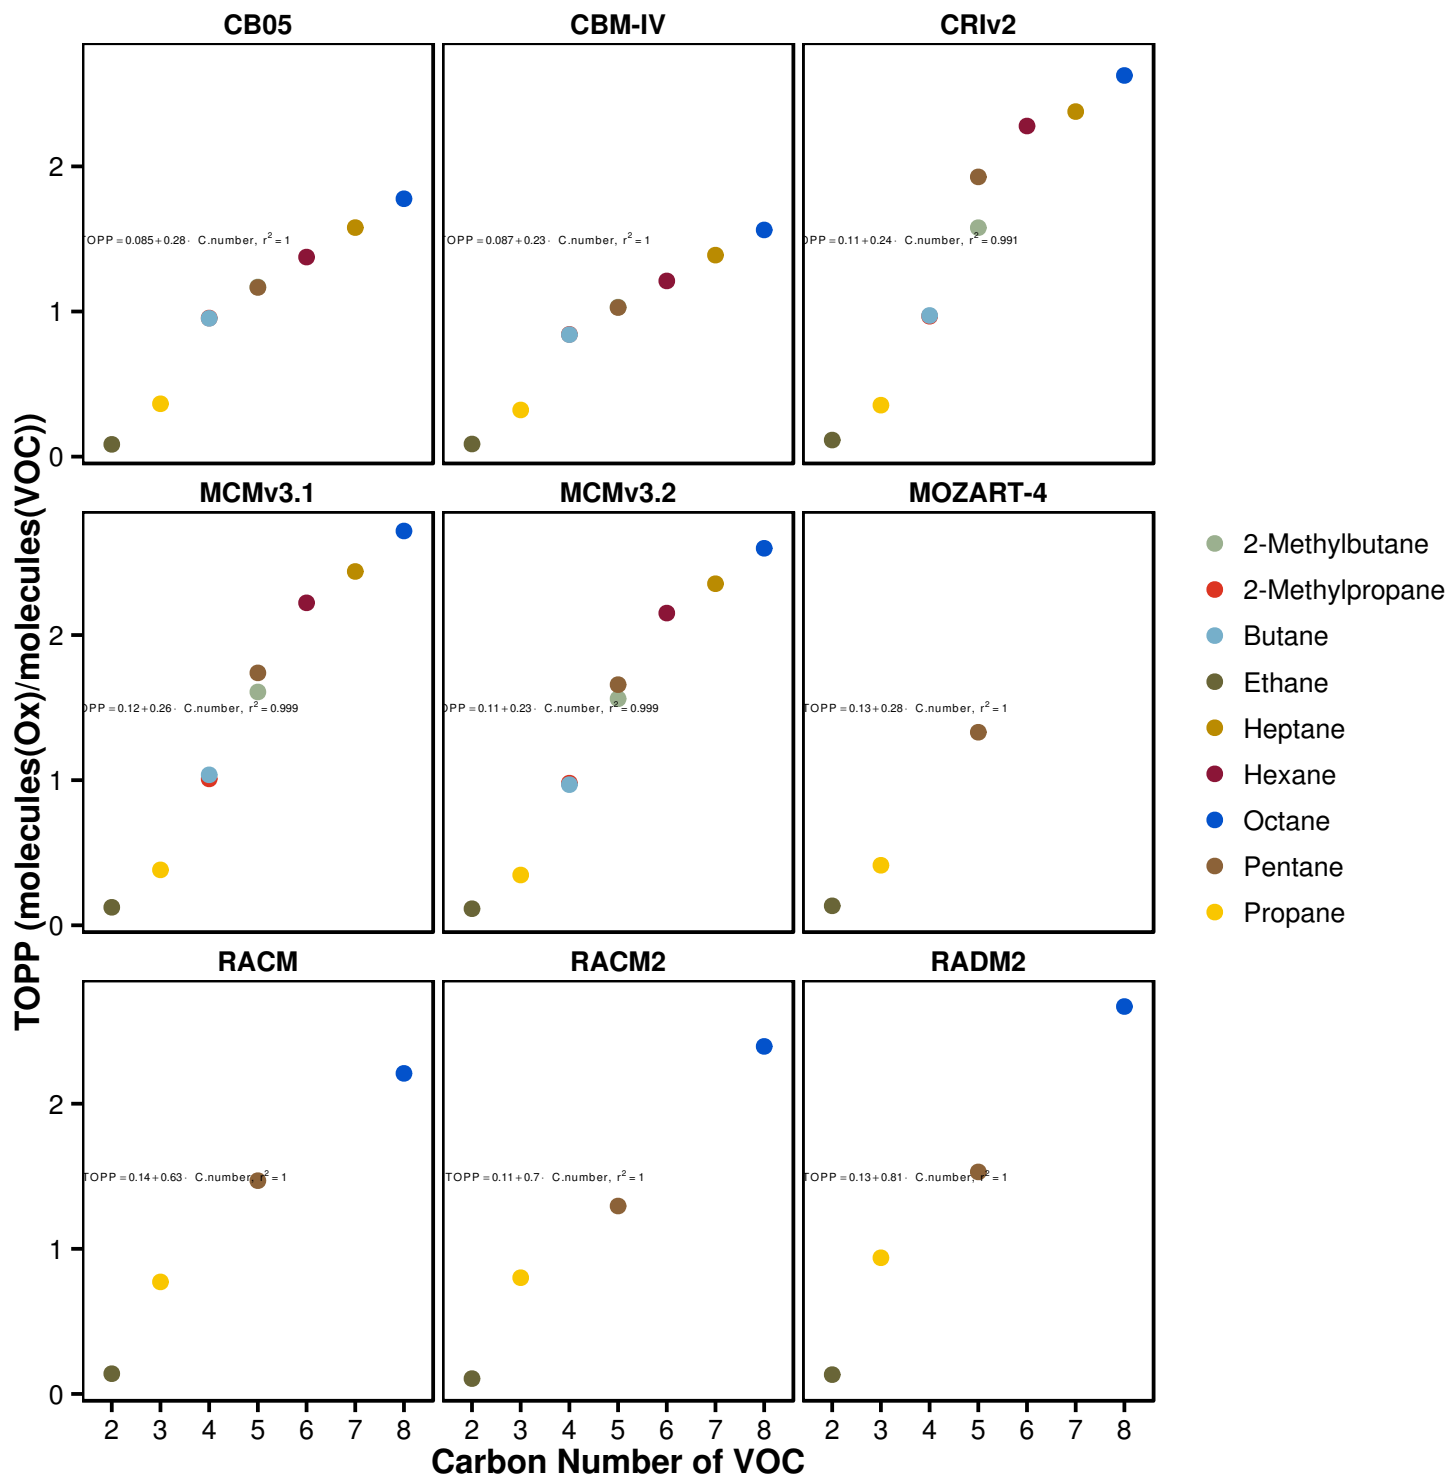 CB05
CBM-IV
CRIv2
TOPP = 0.085 + 0.28 · C.number, r² = 1
TOPP = 0.087 + 0.23 · C.number, r² = 1
OPP = 0.11 + 0.24 · C.number, r² = 0.991
2
1
0
MCMv3.1
MCMv3.2
MOZART-4
OPP = 0.12 + 0.26 · C.number, r² = 0.999
OPP = 0.11 + 0.23 · C.number, r² = 0.999
TOPP = 0.13 + 0.28 · C.number, r² = 1
2
1
0
RACM
RACM2
RADM2
TOPP = 0.14 + 0.63 · C.number, r² = 1
TOPP = 0.11 + 0.7 · C.number, r² = 1
TOPP = 0.13 + 0.81 · C.number, r² = 1
2
1
0
2 3 4 5 6 7 8
2 3 4 5 6 7 8
2 3 4 5 6 7 8
Carbon Number of VOC
TOPP (molecules(Ox)/molecules(VOC))
2-Methylbutane
2-Methylpropane
Butane
Ethane
Heptane
Hexane
Octane
Pentane
Propane